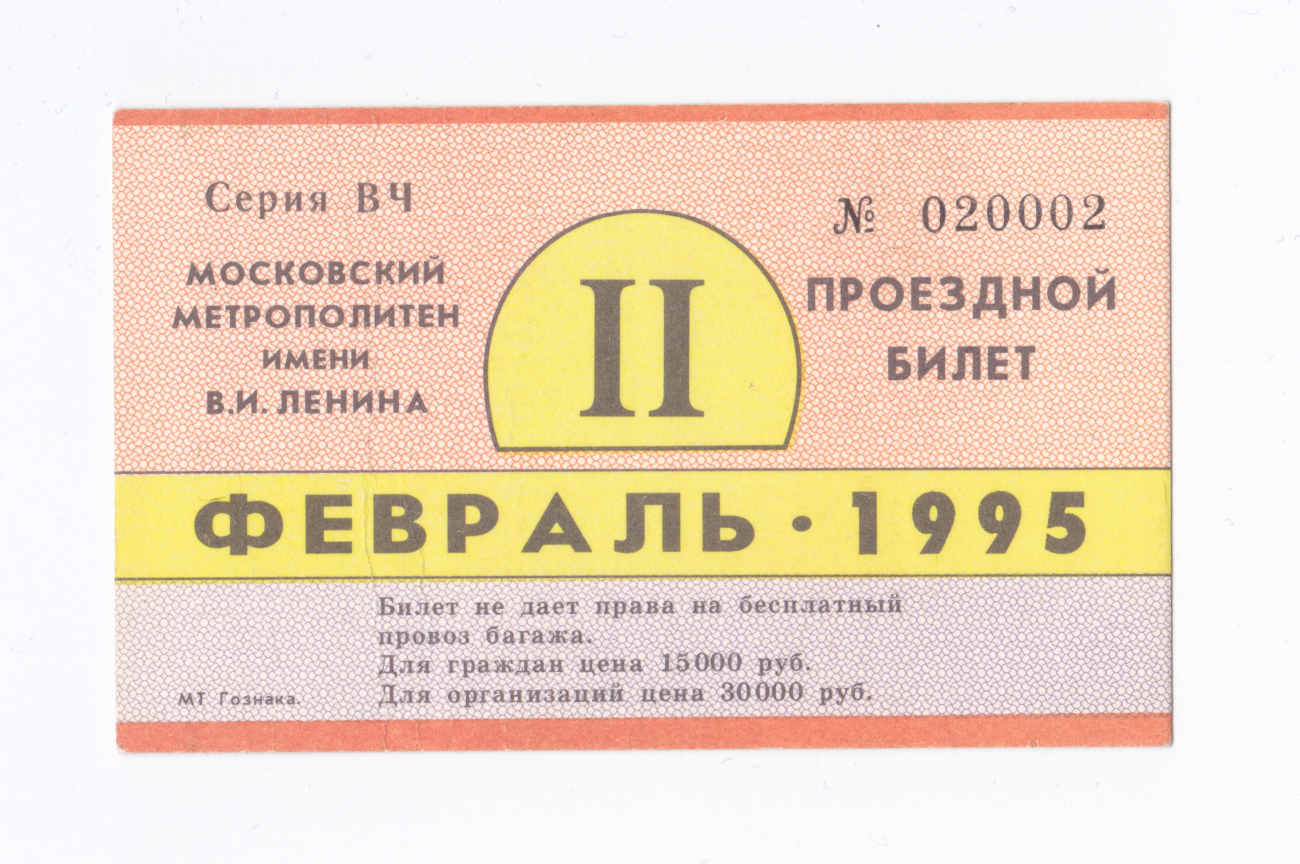 Серия ВЧ
МОСКОВСКИЙ
МЕТРОПОЛИТЕН
ИМЕНИ
В.И. ЛЕНИНА
II
№ 020002
ПРОЕЗДНОЙ
БИЛЕТ
ФЕВРАЛЬ · 1995
Билет не дает права на бесплатный
провоз багажа.
Для граждан цена 15000 руб.
Для организаций цена 30000 руб.
МТ Гознака.